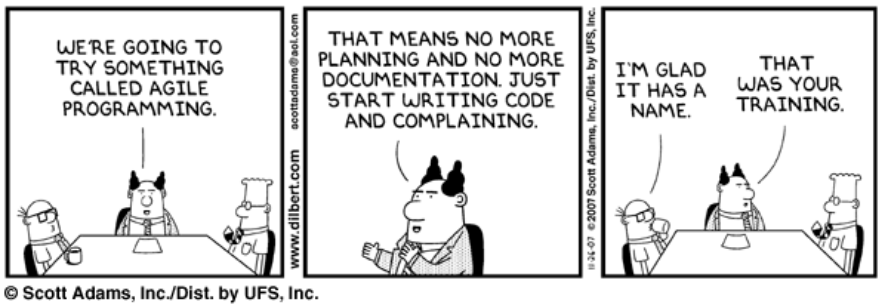 WE'RE GOING TO
TRY SOMETHING
CALLED AGILE
PROGRAMMING.
www.dilbert.com scottadams@aol.com
THAT MEANS NO MORE
PLANNING AND NO MORE
DOCUMENTATION. JUST
START WRITING CODE
AND COMPLAINING.
11-26-07 ©2007 Scott Adams, Inc./Dist. by UFS, Inc.
I'M GLAD
IT HAS A
NAME.
THAT
WAS YOUR
TRAINING.
© Scott Adams, Inc./Dist. by UFS, Inc.